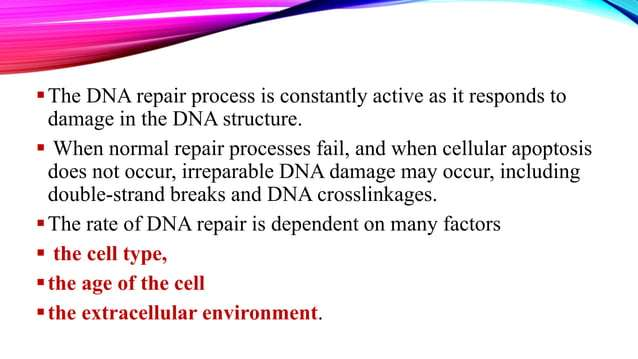 ▪The DNA repair process is constantly active as it responds to
damage in the DNA structure.
▪ When normal repair processes fail, and when cellular apoptosis
does not occur, irreparable DNA damage may occur, including
double-strand breaks and DNA crosslinkages.
▪The rate of DNA repair is dependent on many factors
▪ the cell type,
▪the age of the cell
▪the extracellular environment.